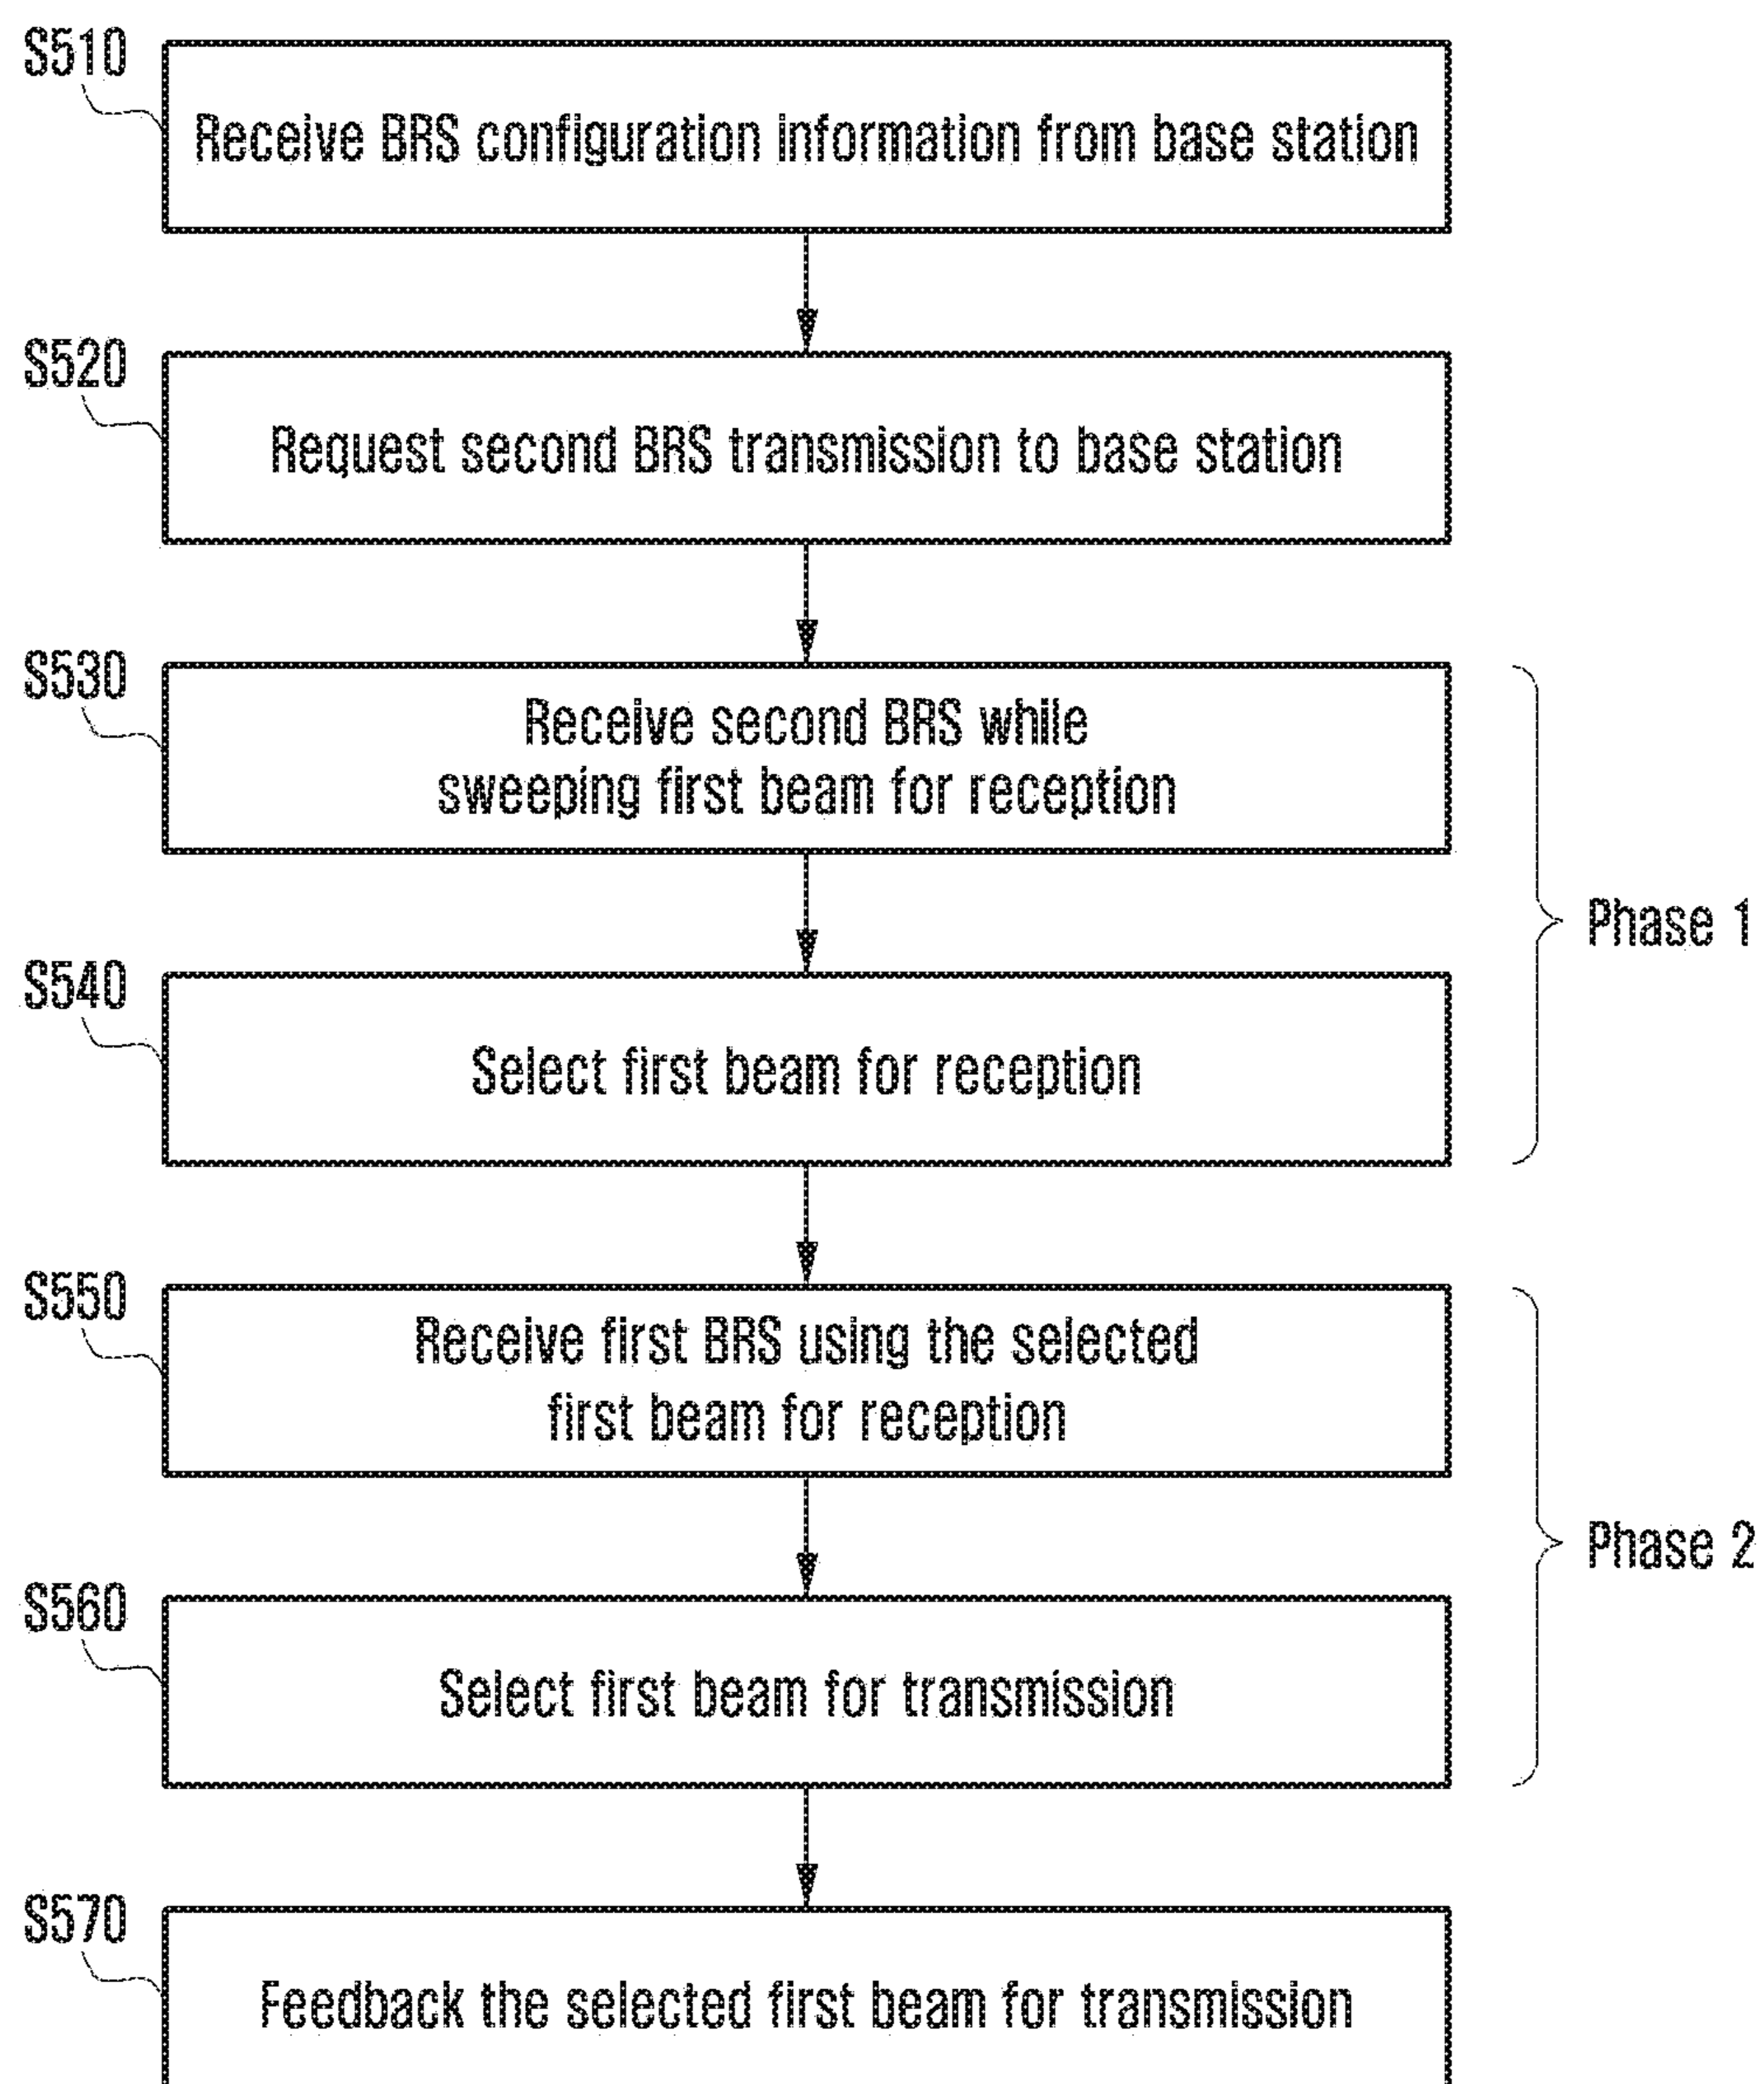 S510
Receive BRS configuration information from base station
S520
Request second BRS transmission to base station
S530
Receive second BRS while
sweeping first beam for reception
Phase 1
S540
Select first beam for reception
S550
Receive first BRS using the selected
first beam for reception
Phase 2
S560
Select first beam for transmission
S570
Feedback the selected first beam for transmission